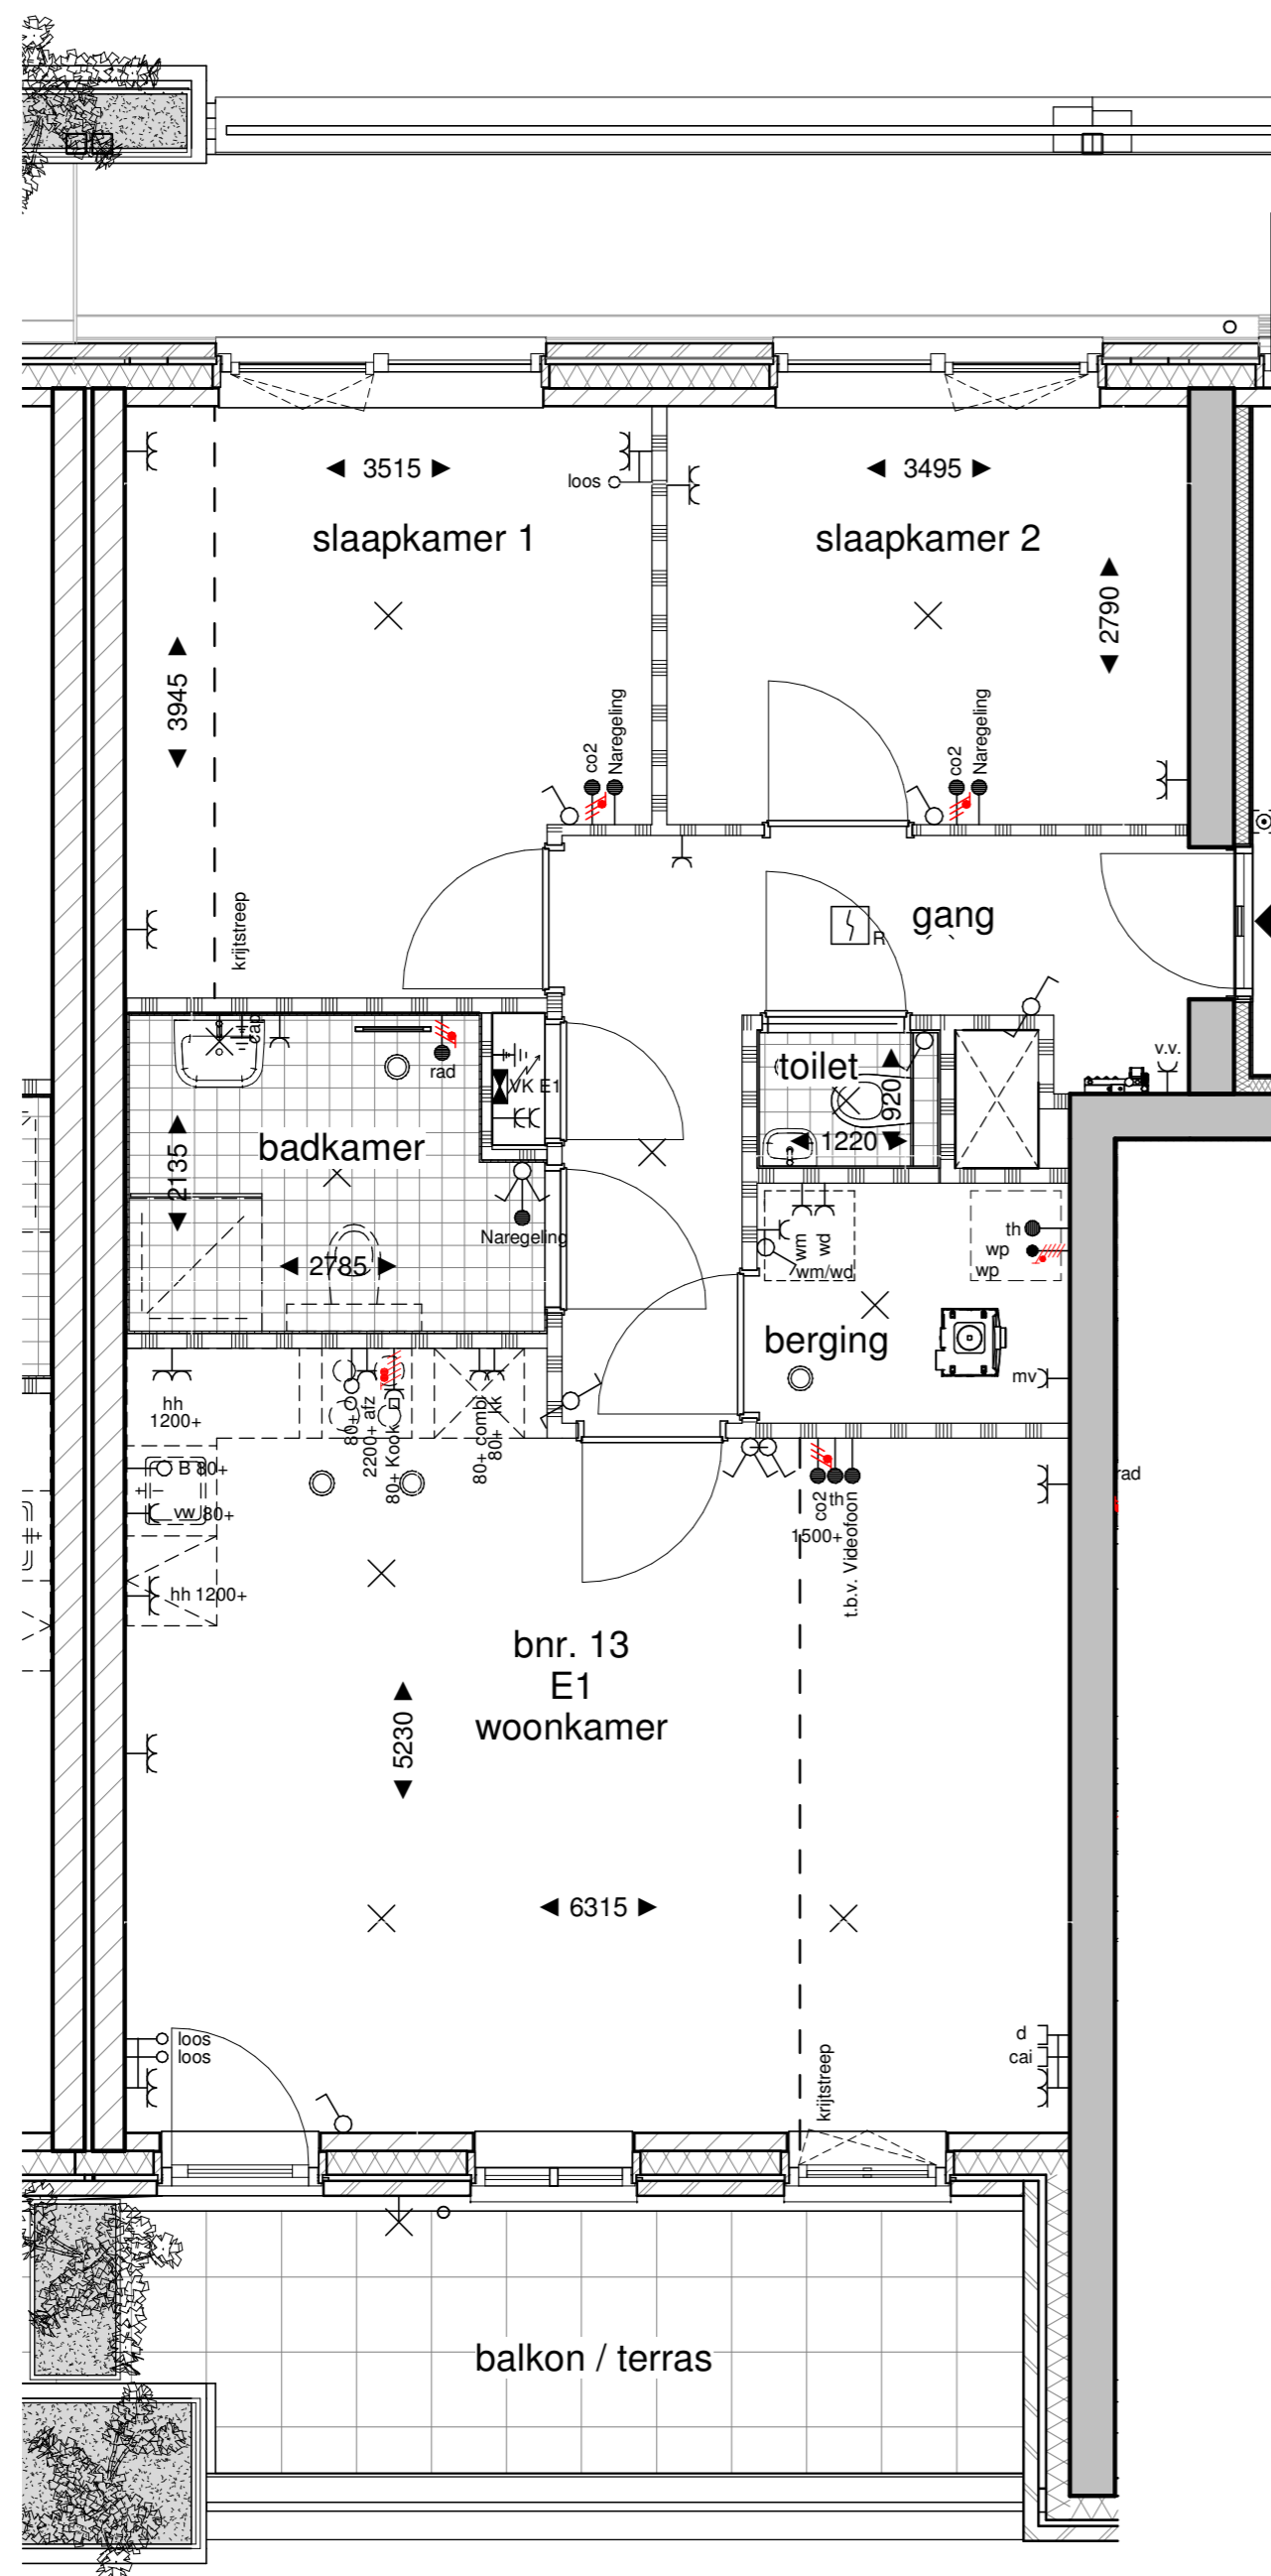 3515
3495
loos
slaapkamer 1
slaapkamer 2
2790
3945
co2
Naregeling
co2
Naregeling
krijtstreep
gang
R
cap
rad
VK E1
toilet
920
1220
v.v.
badkamer
2135
2785
Naregeling
wm
wd
wm/wd
th
wp
wp
berging
mv
hh
1200+
80+
2200+ afz
80+ Kook
80+ combi
80+ kk
B 80+
vw 80+
hh 1200+
co2
th
1500+
t.b.v. Videofoon
rad
bnr. 13
E1
woonkamer
5230
6315
loos
loos
d
cai
krijtstreep
balkon / terras